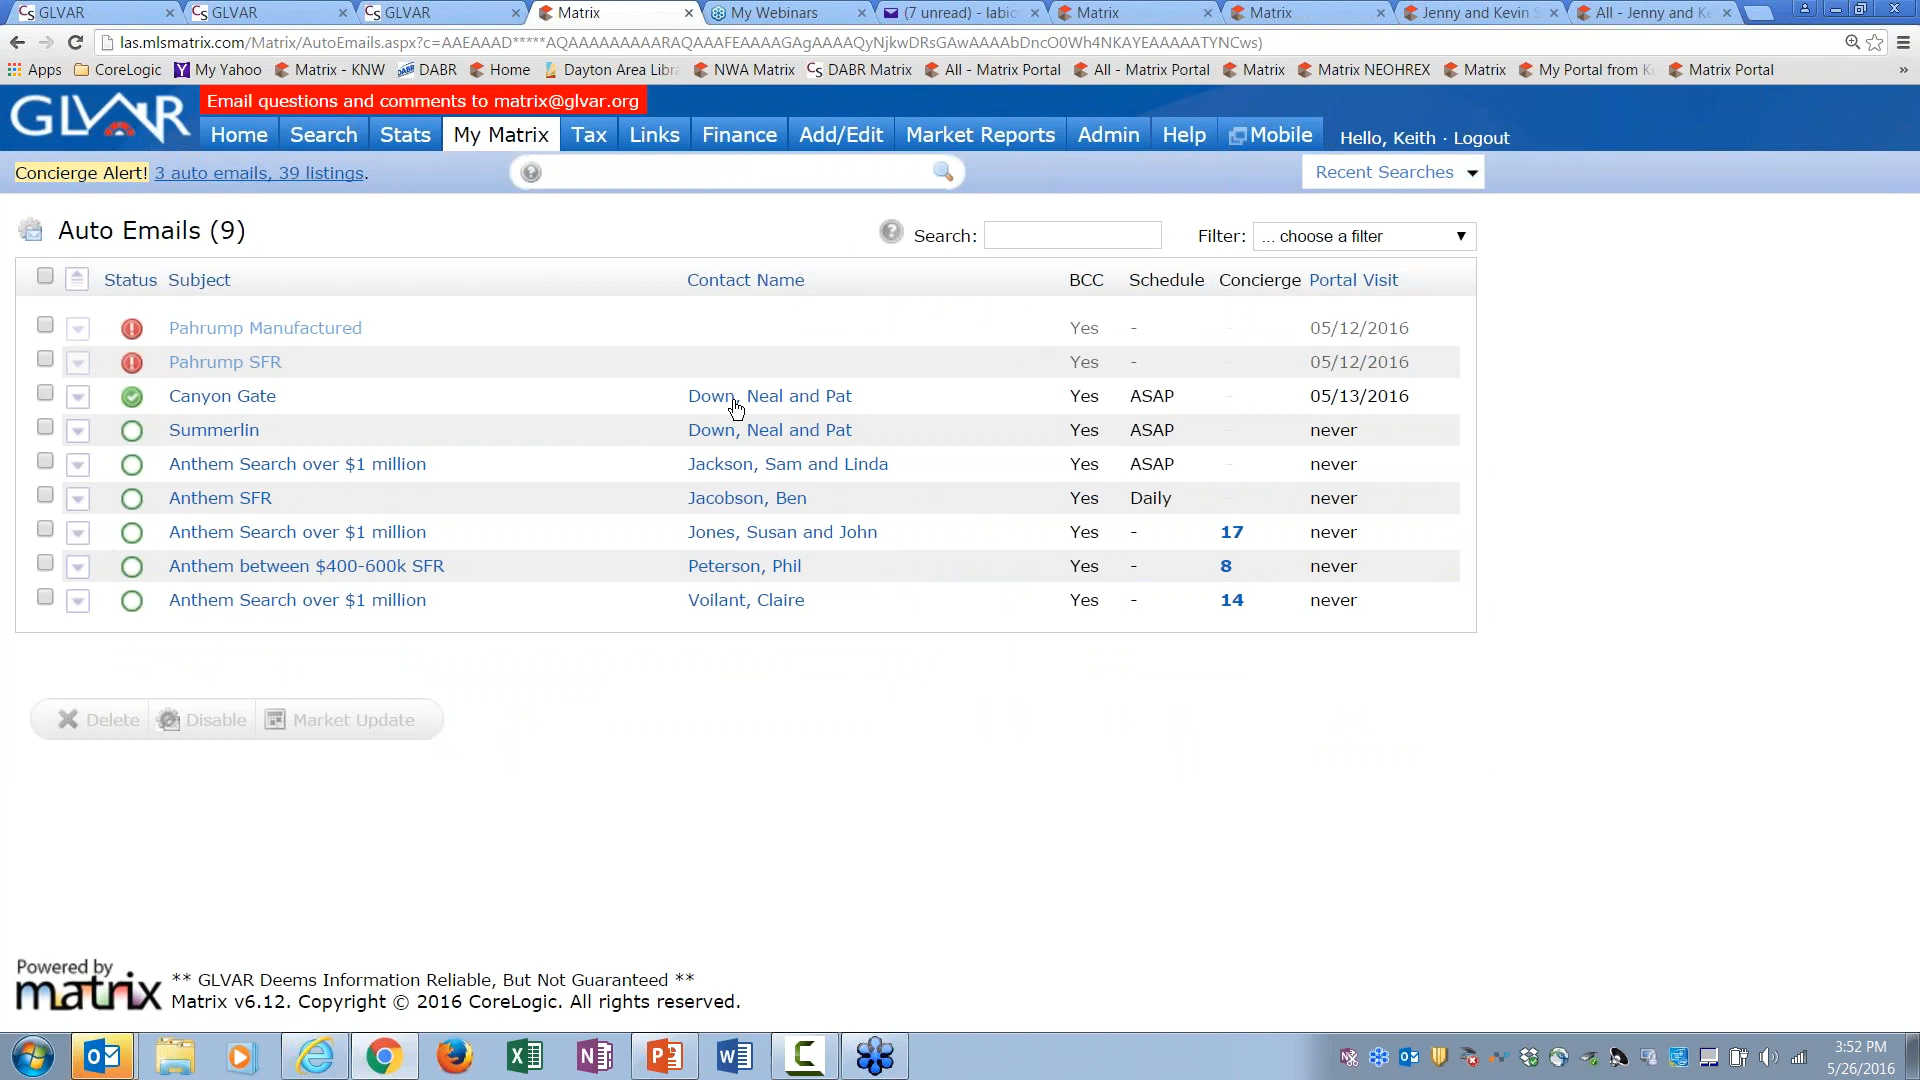 GLVAR
GLVAR
GLVAR
Matrix
My Webinars
(7 unread) - labic
Matrix
Matrix
Jenny and Kevin S
All - Jenny and Ke
las.mlsmatrix.com/Matrix/AutoEmails.aspx?c=AAEAAAD*****AQAAAAAAAAARAQAAAFEAAAAGAgAAAAQyNjkwDRsGAwAAAAbDncO0Wh4NKAYEAAAAATYNCws)
Apps CoreLogic My Yahoo Matrix - KNW DABR Home Dayton Area Libra NWA Matrix DABR Matrix All - Matrix Portal All - Matrix Portal Matrix Matrix NEOHREX Matrix My Portal from K Matrix Portal »
GLVAR
Email questions and comments to matrix@glvar.org
Home Search Stats My Matrix Tax Links Finance Add/Edit Market Reports Admin Help Mobile Hello, Keith · Logout
Concierge Alert! 3 auto emails, 39 listings.
Recent Searches
Auto Emails (9)
Search:
Filter: ... choose a filter
Status Subject Contact Name BCC Schedule Concierge Portal Visit
Pahrump Manufactured Yes - - 05/12/2016
Pahrump SFR Yes - - 05/12/2016
Canyon Gate Down, Neal and Pat Yes ASAP - 05/13/2016
Summerlin Down, Neal and Pat Yes ASAP - never
Anthem Search over $1 million Jackson, Sam and Linda Yes ASAP - never
Anthem SFR Jacobson, Ben Yes Daily - never
Anthem Search over $1 million Jones, Susan and John Yes - 17 never
Anthem between $400-600k SFR Peterson, Phil Yes - 8 never
Anthem Search over $1 million Voilant, Claire Yes - 14 never
Delete Disable Market Update
Powered by
matrix
** GLVAR Deems Information Reliable, But Not Guaranteed **
Matrix v6.12. Copyright © 2016 CoreLogic. All rights reserved.
3:52 PM
5/26/2016